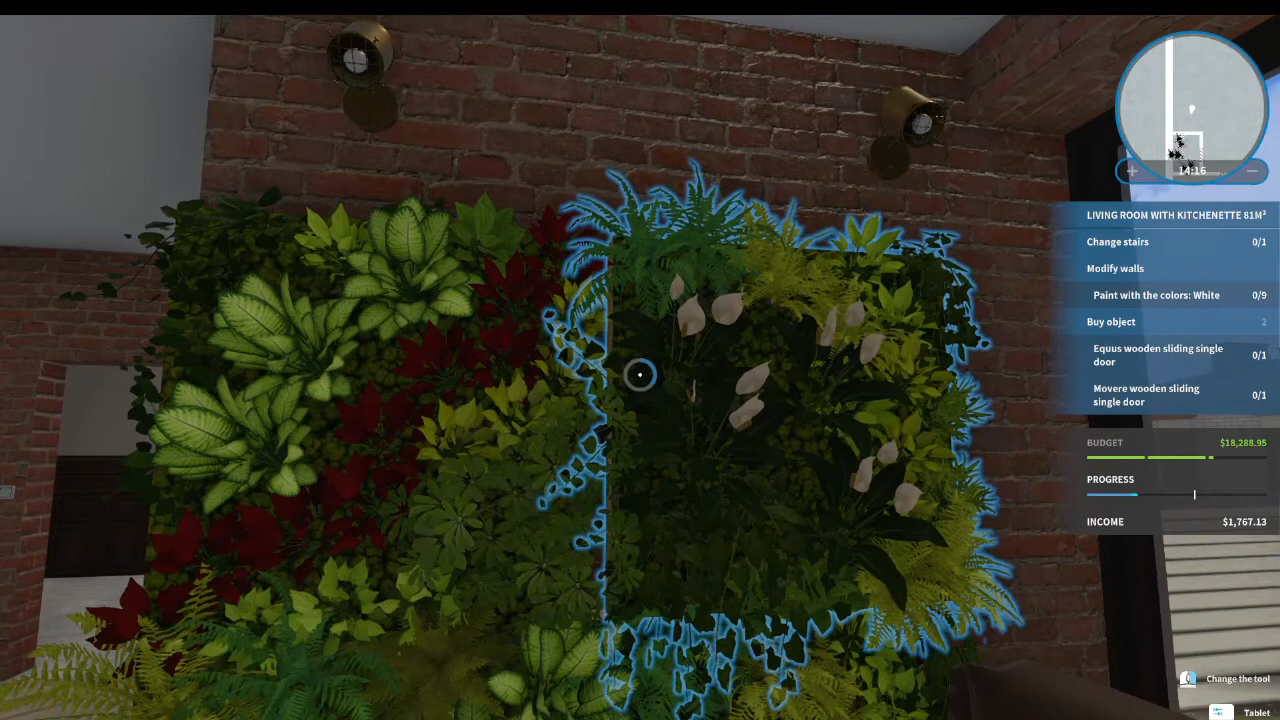 14:16
LIVING ROOM WITH KITCHENETTE 81M²
Change stairs 0/1
Modify walls
Paint with the colors: White 0/9
Buy object 2
Equus wooden sliding single
door 0/1
Movere wooden sliding
single door 0/1
BUDGET $18,288.95
PROGRESS
INCOME $1,767.13
Change the tool
Tablet